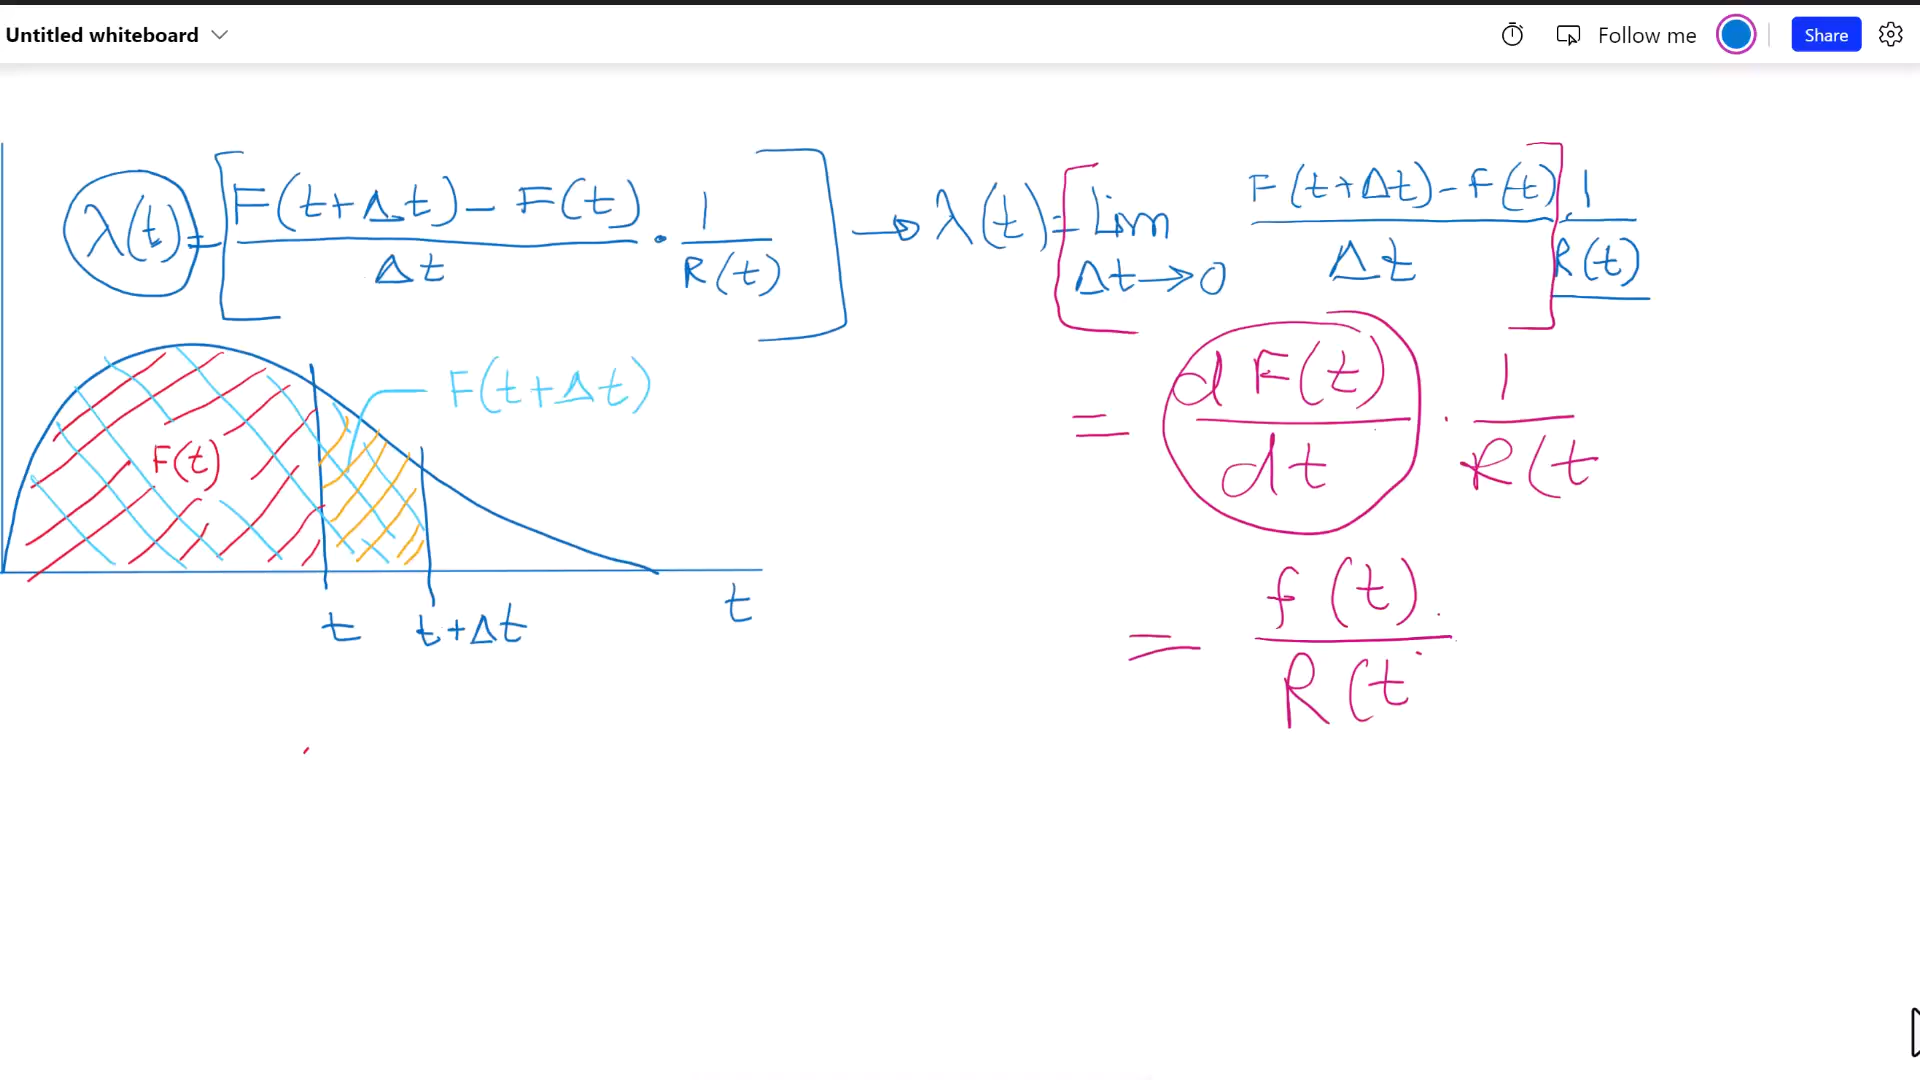 Untitled whiteboard
Follow me
Share
λ(t) = [F(t+Δt) - F(t) / Δt · 1 / R(t)] → λ(t) = [Lim Δt→0 F(t+Δt) - F(t) / Δt] · 1 / R(t)
= dF(t) / dt · 1 / R(t
= f(t) / R(t
F(t+Δt)
F(t)
t
t
t+Δt